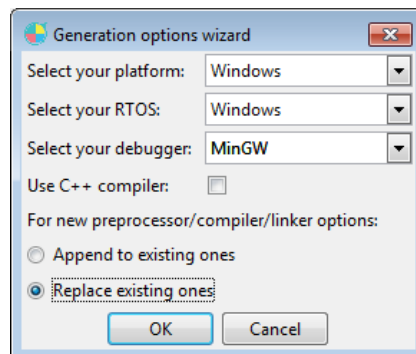 Generation options wizard
Select your platform: Windows
Select your RTOS: Windows
Select your debugger: MinGW
Use C++ compiler:
For new preprocessor/compiler/linker options:
Append to existing ones
Replace existing ones
OK Cancel